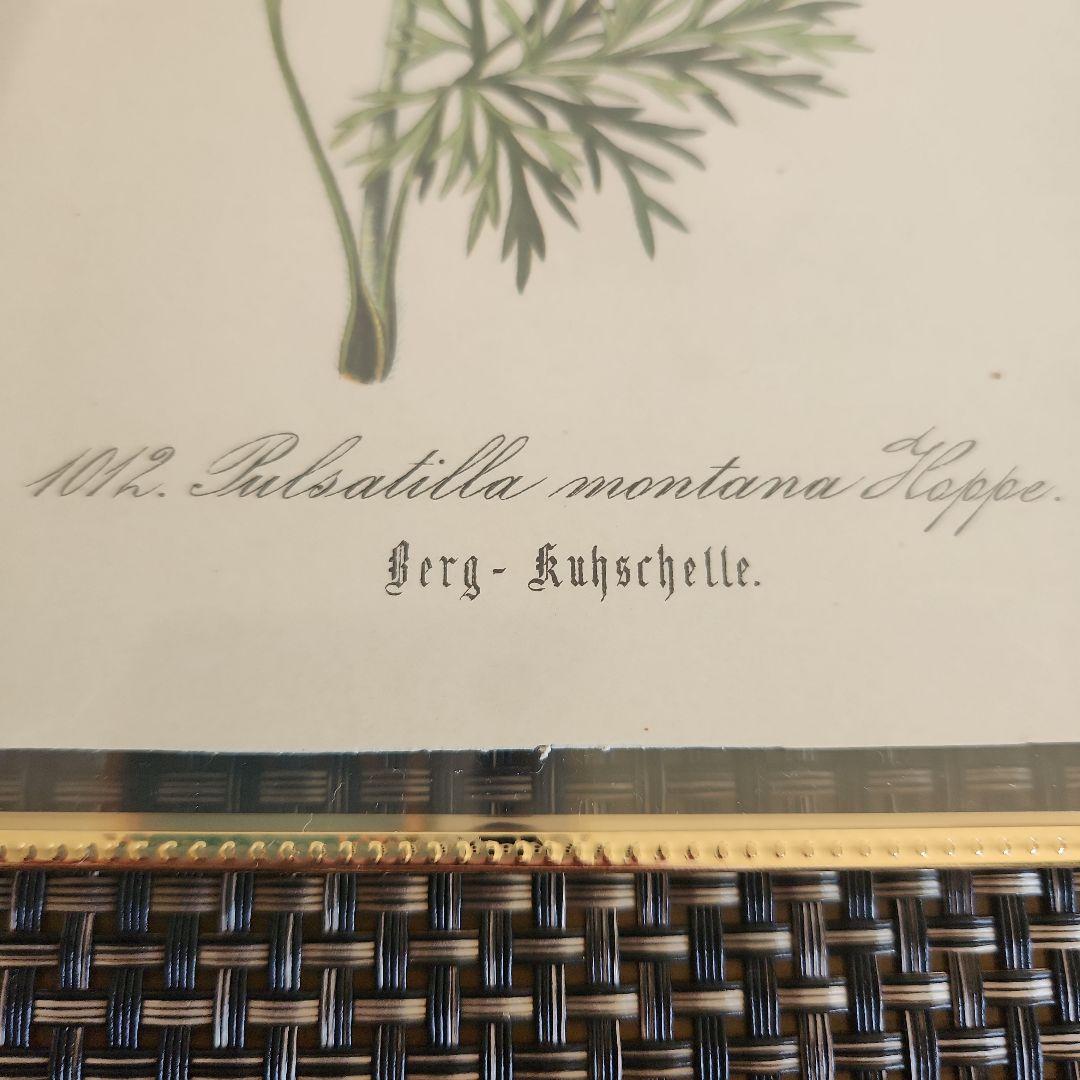 1012. Pulsatilla montana Hoppe.
Berg-Kuhschelle.